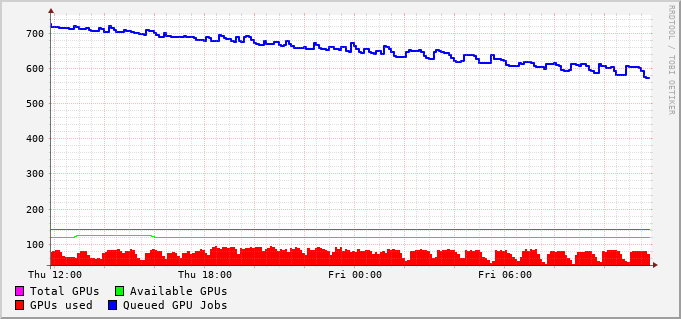 700
600
500
400
300
200
100
Thu 12:00 Thu 18:00 Fri 00:00 Fri 06:00
Total GPUs Available GPUs
GPUs used Queued GPU Jobs
RRDTOOL / TOBI OETIKER